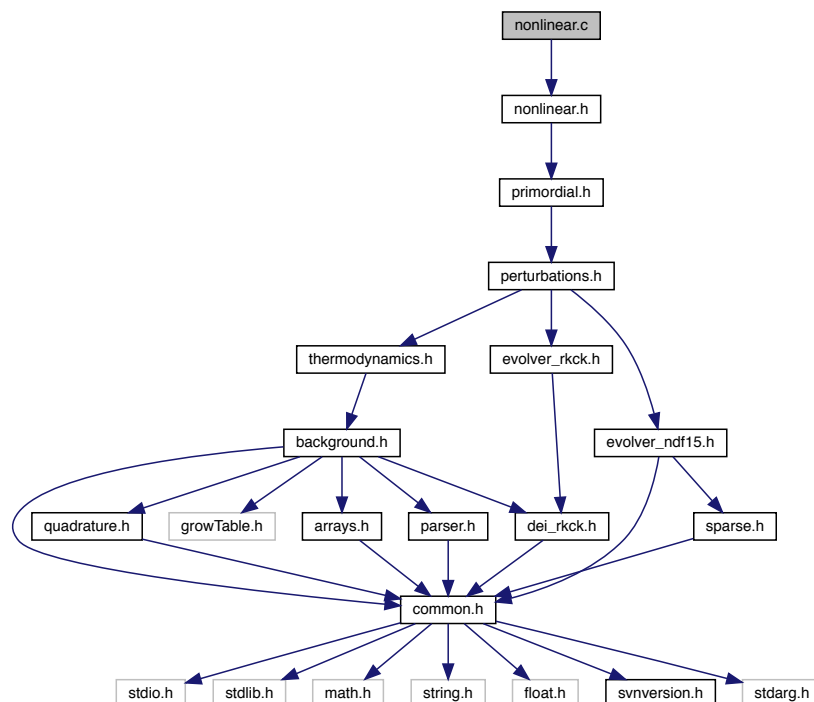 nonlinear.c
nonlinear.h
primordial.h
perturbations.h
thermodynamics.h
evolver_rkck.h
background.h
evolver_ndf15.h
quadrature.h
growTable.h
arrays.h
parser.h
dei_rkck.h
sparse.h
common.h
stdio.h
stdlib.h
math.h
string.h
float.h
svnversion.h
stdarg.h